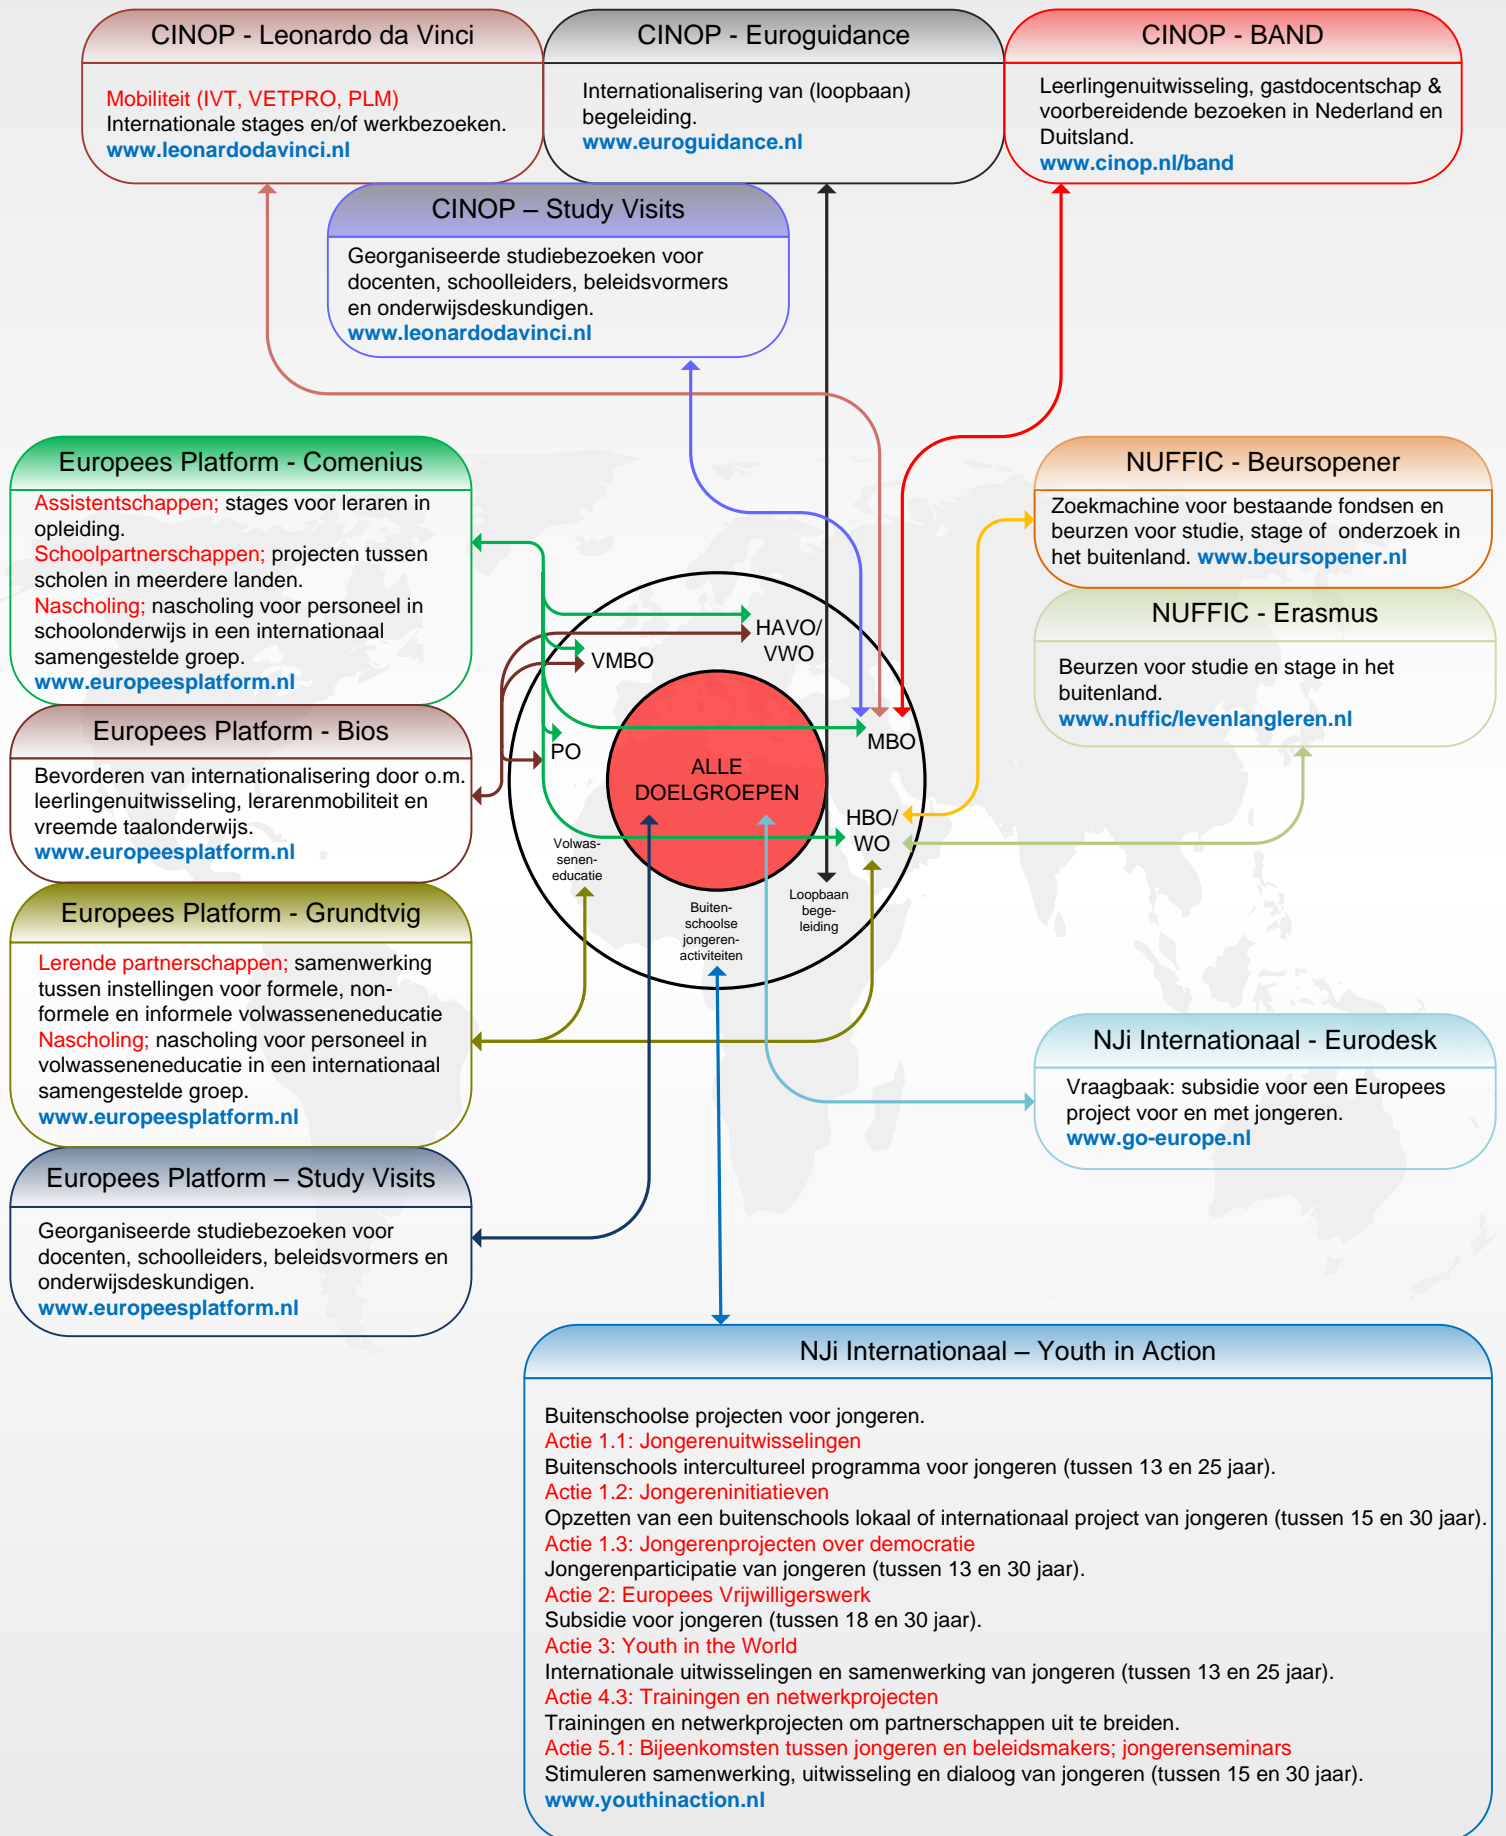 CINOP - Leonardo da Vinci
Mobiliteit (IVT, VETPRO, PLM)
Internationale stages en/of werkbezoeken.
www.leonardodavinci.nl
CINOP - Euroguidance
Internationalisering van (loopbaan)
begeleiding.
www.euroguidance.nl
CINOP - BAND
Leerlingenuitwisseling, gastdocentschap &
voorbereidende bezoeken in Nederland en
Duitsland.
www.cinop.nl/band
CINOP – Study Visits
Georganiseerde studiebezoeken voor
docenten, schoolleiders, beleidsvormers
en onderwijsdeskundigen.
www.leonardodavinci.nl
Europees Platform - Comenius
Assistentschappen; stages voor leraren in
opleiding.
Schoolpartnerschappen; projecten tussen
scholen in meerdere landen.
Nascholing; nascholing voor personeel in
schoolonderwijs in een internationaal
samengestelde groep.
www.europeesplatform.nl
Europees Platform - Bios
Bevorderen van internationalisering door o.m.
leerlingenuitwisseling, lerarenmobiliteit en
vreemde taalonderwijs.
www.europeesplatform.nl
Europees Platform - Grundtvig
Lerende partnerschappen; samenwerking
tussen instellingen voor formele, non-
formele en informele volwasseneneducatie
Nascholing; nascholing voor personeel in
volwasseneneducatie in een internationaal
samengestelde groep.
www.europeesplatform.nl
Europees Platform – Study Visits
Georganiseerde studiebezoeken voor
docenten, schoolleiders, beleidsvormers en
onderwijsdeskundigen.
www.europeesplatform.nl
HAVO/
VWO
VMBO
PO
MBO
ALLE
DOELGROEPEN
HBO/
WO
Volwas-
senen-
educatie
Buiten-
schoolse
jongeren-
activiteiten
Loopbaan
bege-
leiding
NUFFIC - Beursopener
Zoekmachine voor bestaande fondsen en
beurzen voor studie, stage of onderzoek in
het buitenland. www.beursopener.nl
NUFFIC - Erasmus
Beurzen voor studie en stage in het
buitenland.
www.nuffic/levenlangleren.nl
NJi Internationaal - Eurodesk
Vraagbaak: subsidie voor een Europees
project voor en met jongeren.
www.go-europe.nl
NJi Internationaal – Youth in Action
Buitenschoolse projecten voor jongeren.
Actie 1.1: Jongerenuitwisselingen
Buitenschools intercultureel programma voor jongeren (tussen 13 en 25 jaar).
Actie 1.2: Jongereninitiatieven
Opzetten van een buitenschools lokaal of internationaal project van jongeren (tussen 15 en 30 jaar).
Actie 1.3: Jongerenprojecten over democratie
Jongerenparticipatie van jongeren (tussen 13 en 30 jaar).
Actie 2: Europees Vrijwilligerswerk
Subsidie voor jongeren (tussen 18 en 30 jaar).
Actie 3: Youth in the World
Internationale uitwisselingen en samenwerking van jongeren (tussen 13 en 25 jaar).
Actie 4.3: Trainingen en netwerkprojecten
Trainingen en netwerkprojecten om partnerschappen uit te breiden.
Actie 5.1: Bijeenkomsten tussen jongeren en beleidsmakers; jongerenseminars
Stimuleren samenwerking, uitwisseling en dialoog van jongeren (tussen 15 en 30 jaar).
www.youthinaction.nl